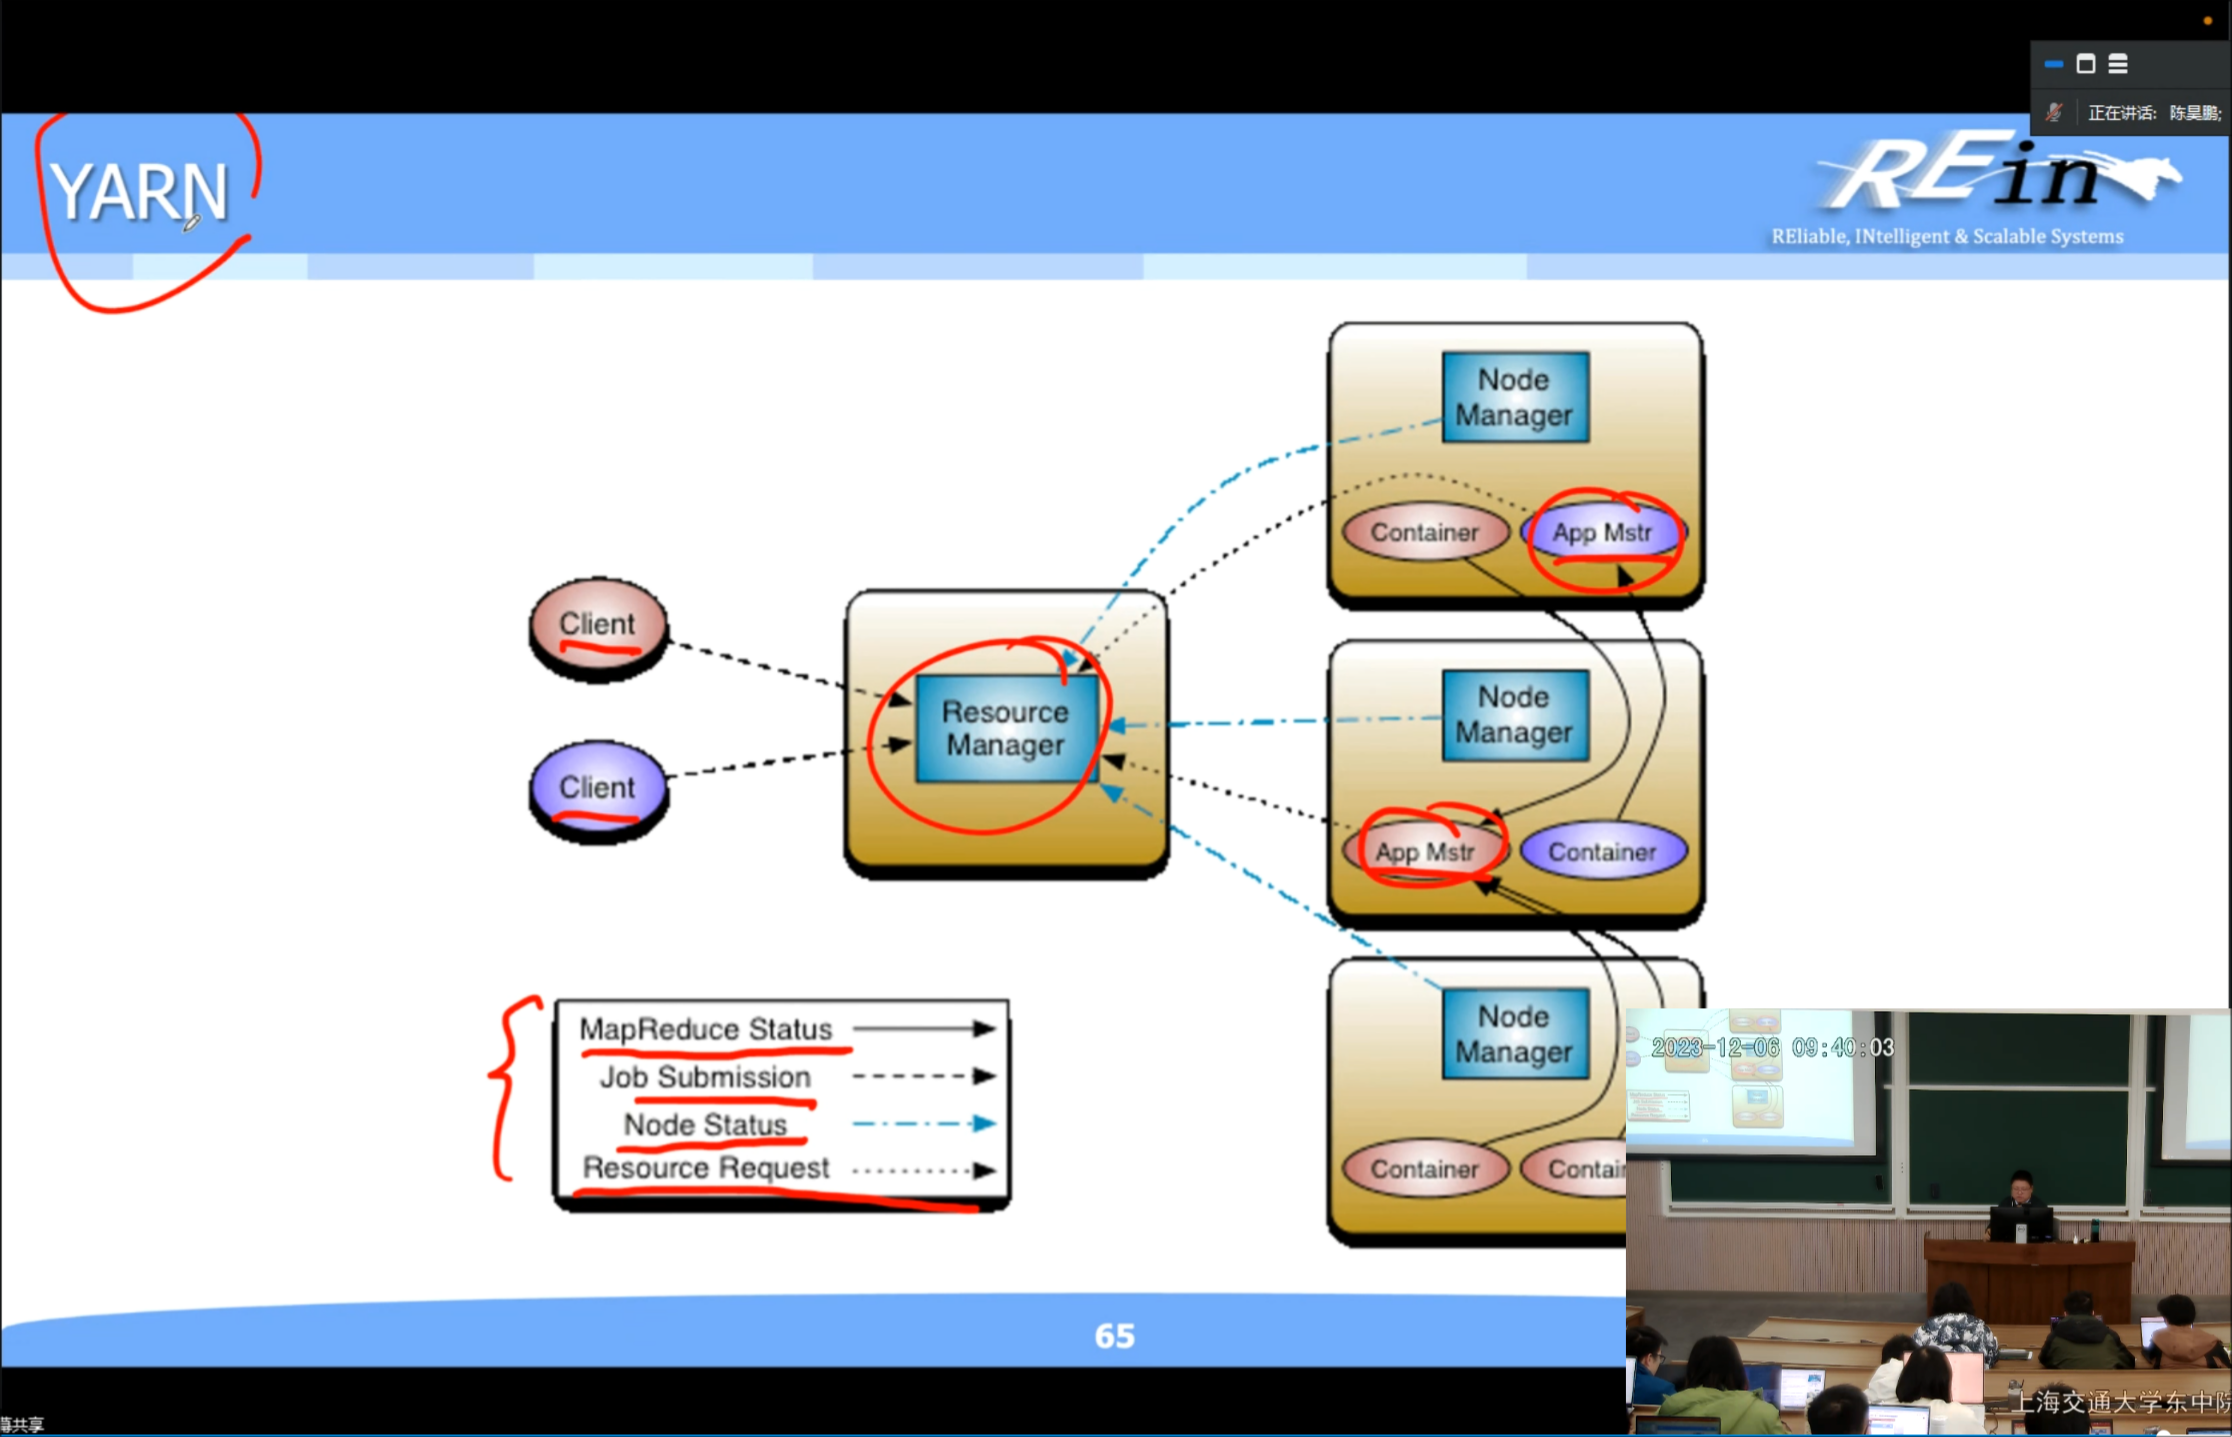 正在讲话: 陈昊鹏;
YARN
REin
REliable, INtelligent & Scalable Systems
Node
Manager
Container
App Mstr
Client
Resource
Manager
Client
Node
Manager
App Mstr
Container
MapReduce Status
Job Submission
Node Status
Resource Request
Node
Manager
Container
2023-12-06 09:40:03
65
上海交通大学东中院
幕共享